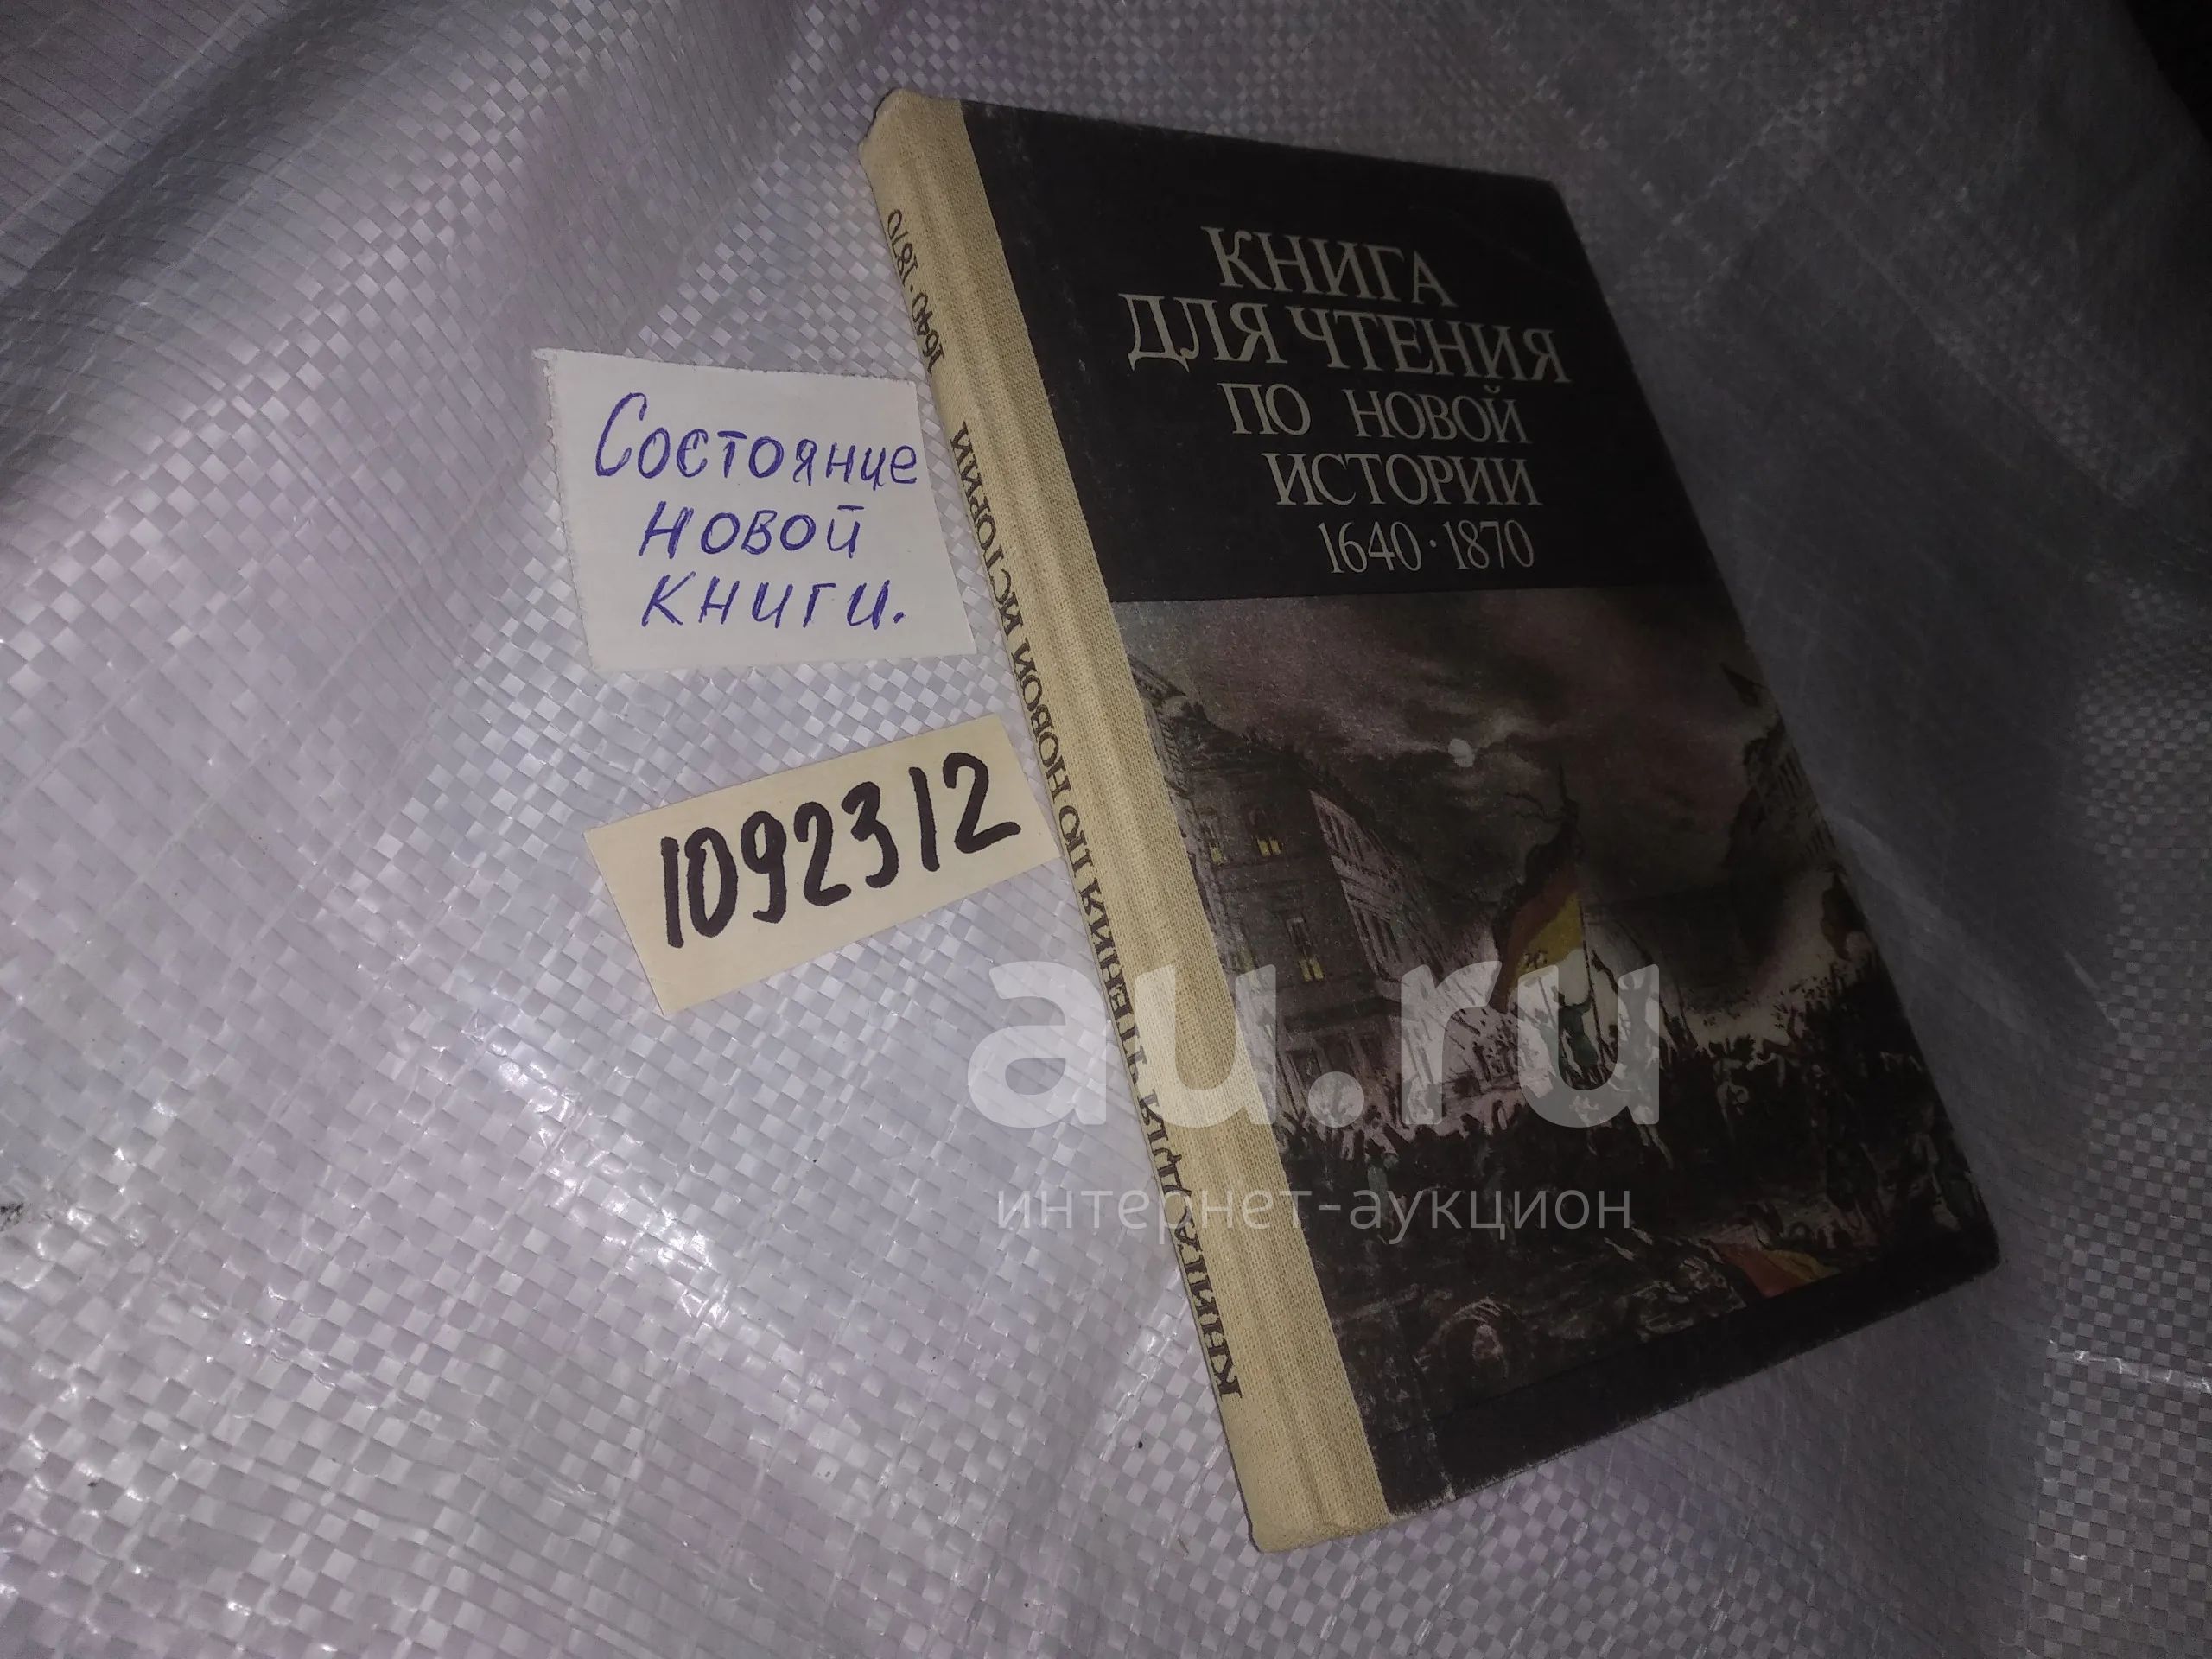 КНИГА
ДЛЯ ЧТЕНИЯ
ПО НОВОЙ
ИСТОРИИ
1640·1870
КНИГА ДЛЯ ЧТЕНИЯ ПО НОВОЙ ИСТОРИИ 1640·1870
Состояние
новой
книги.
1092312
au.ru
интернет-аукцион